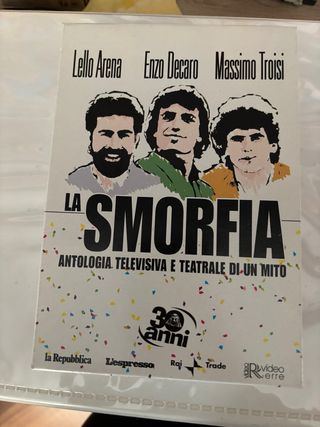 Lello Arena Enzo Decaro Massimo Troisi
LA
SMORFIA
ANTOLOGIA TELEVISIVA E TEATRALE DI UN MITO
30
anni
la Repubblica L'espresso Rai Trade video
erre